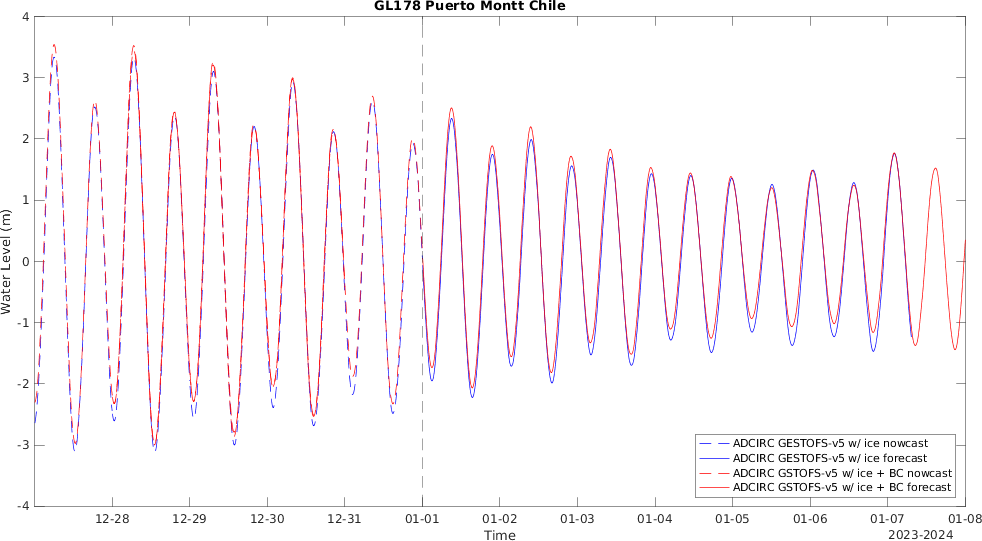 GL178 Puerto Montt Chile
4
3
2
1
0
-1
-2
-3
-4
Water Level (m)
ADCIRC GESTOFS-v5 w/ ice nowcast
ADCIRC GESTOFS-v5 w/ ice forecast
ADCIRC GSTOFS-v5 w/ ice + BC nowcast
ADCIRC GSTOFS-v5 w/ ice + BC forecast
12-28 12-29 12-30 12-31 01-01 01-02 01-03 01-04 01-05 01-06 01-07 01-08
Time
2023-2024